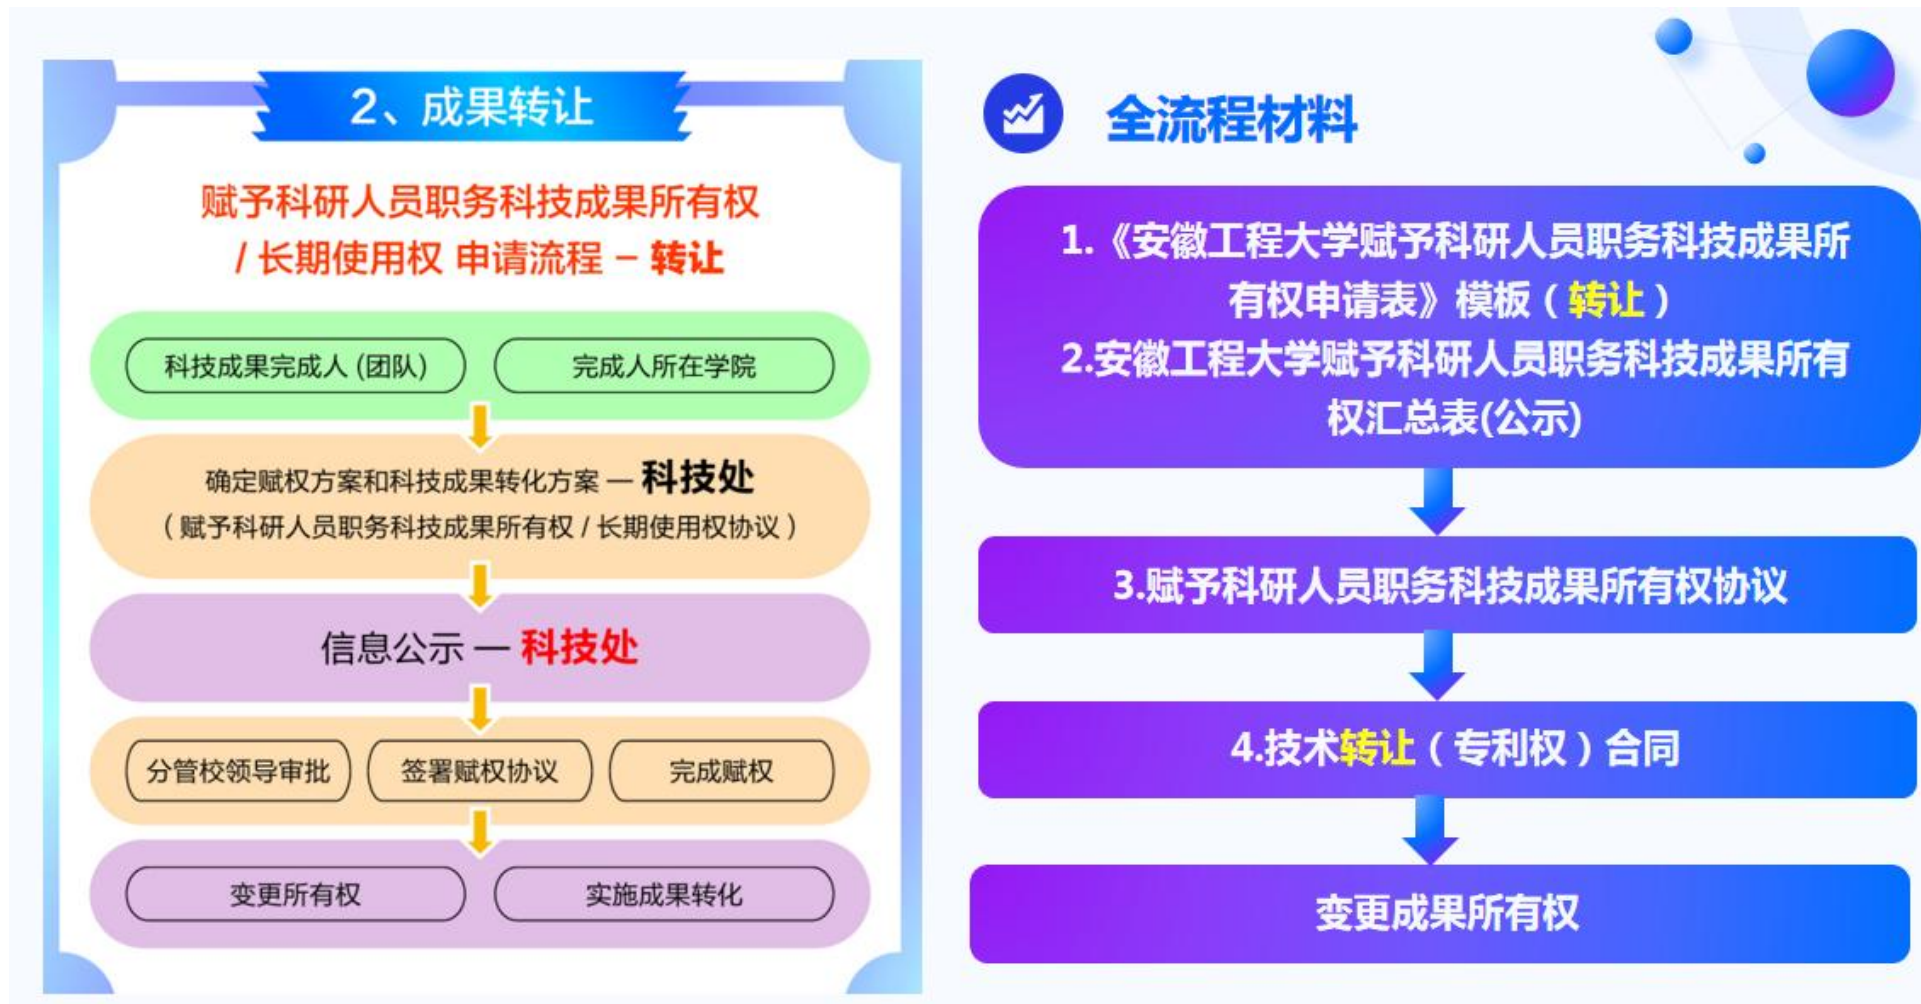 2、成果转让
赋予科研人员职务科技成果所有权
/ 长期使用权 申请流程 – 转让
科技成果完成人 (团队)
完成人所在学院
确定赋权方案和科技成果转化方案 — 科技处
（ 赋予科研人员职务科技成果所有权 / 长期使用权协议 ）
信息公示 — 科技处
分管校领导审批
签署赋权协议
完成赋权
变更所有权
实施成果转化
全流程材料
1.《安徽工程大学赋予科研人员职务科技成果所
有权申请表》模板（转让）
2.安徽工程大学赋予科研人员职务科技成果所有
权汇总表(公示)
3.赋予科研人员职务科技成果所有权协议
4.技术转让（专利权）合同
变更成果所有权